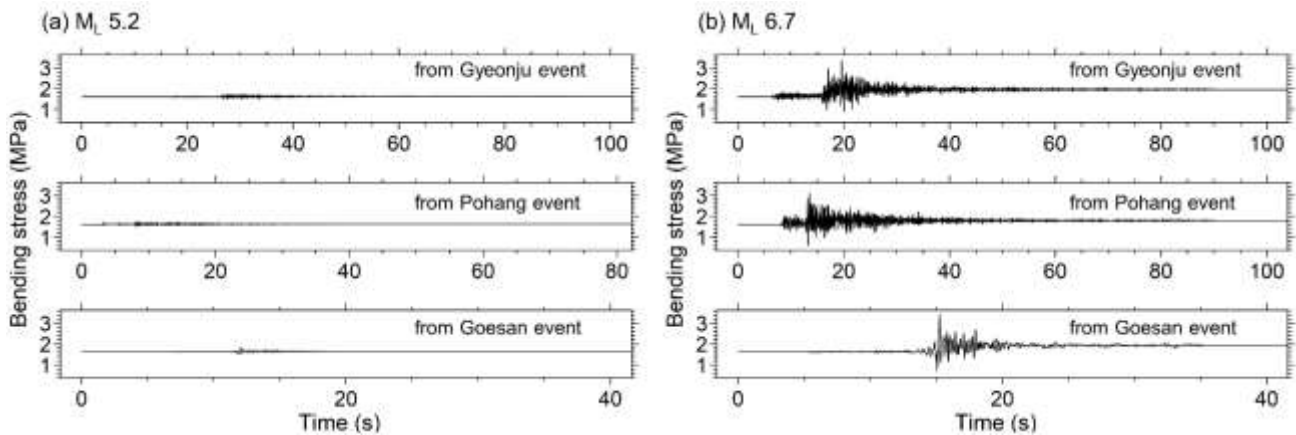 (a) M_L 5.2
from Gyeonju event
3
2
1
0 20 40 60 80 100
from Pohang event
3
2
1
0 20 40 60 80
from Goesan event
3
2
1
0 20 40
Time (s)
Bending stress (MPa)
(b) M_L 6.7
from Gyeonju event
3
2
1
0 20 40 60 80 100
from Pohang event
3
2
1
0 20 40 60 80 100
from Goesan event
3
2
1
0 20 40
Time (s)
Bending stress (MPa)